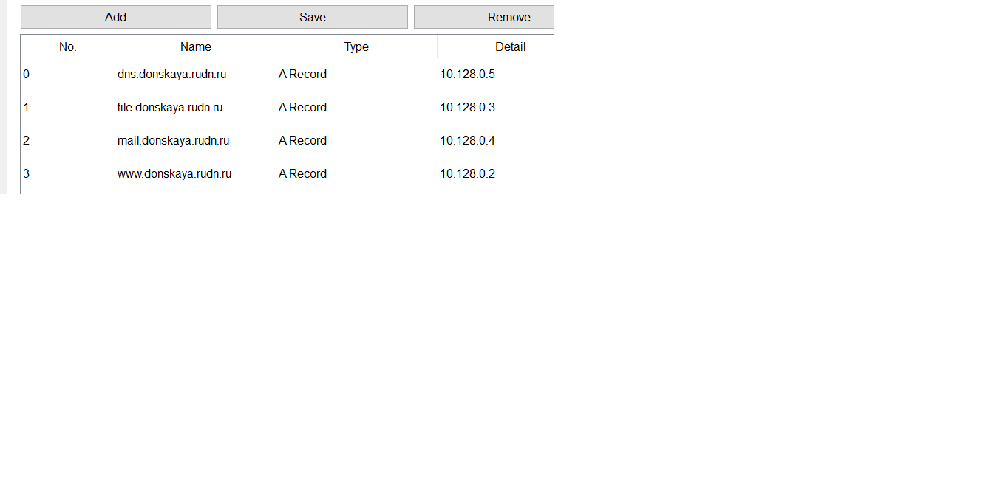 Add Save Remove
No. Name Type Detail
0 dns.donskaya.rudn.ru A Record 10.128.0.5
1 file.donskaya.rudn.ru A Record 10.128.0.3
2 mail.donskaya.rudn.ru A Record 10.128.0.4
3 www.donskaya.rudn.ru A Record 10.128.0.2